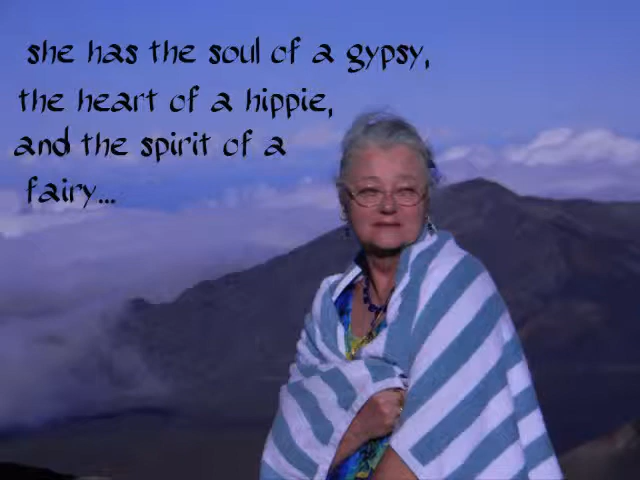 she has the soul of a gypsy,
the heart of a hippie,
and the spirit of a
fairy...